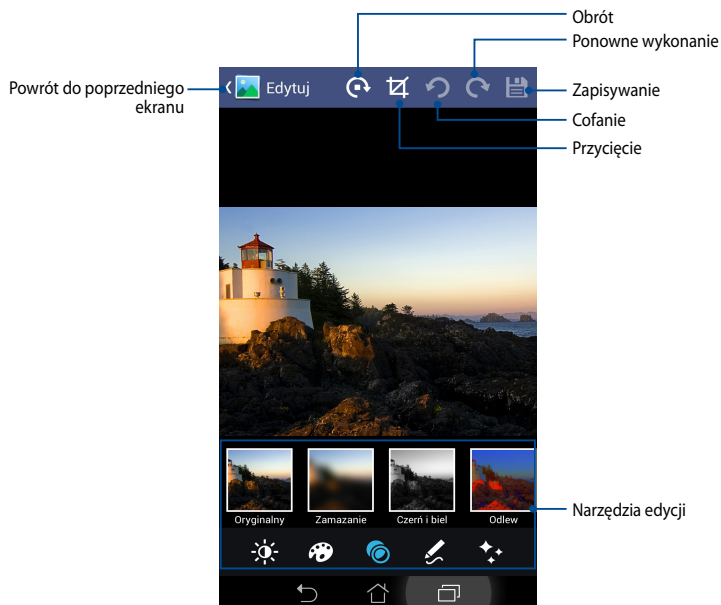 Obrót
Ponowne wykonanie
Powrót do poprzedniego
ekranu
Edytuj
Zapisywanie
Cofanie
Przycięcie
Oryginalny
Zamazanie
Czerń i biel
Odlew
Narzędzia edycji